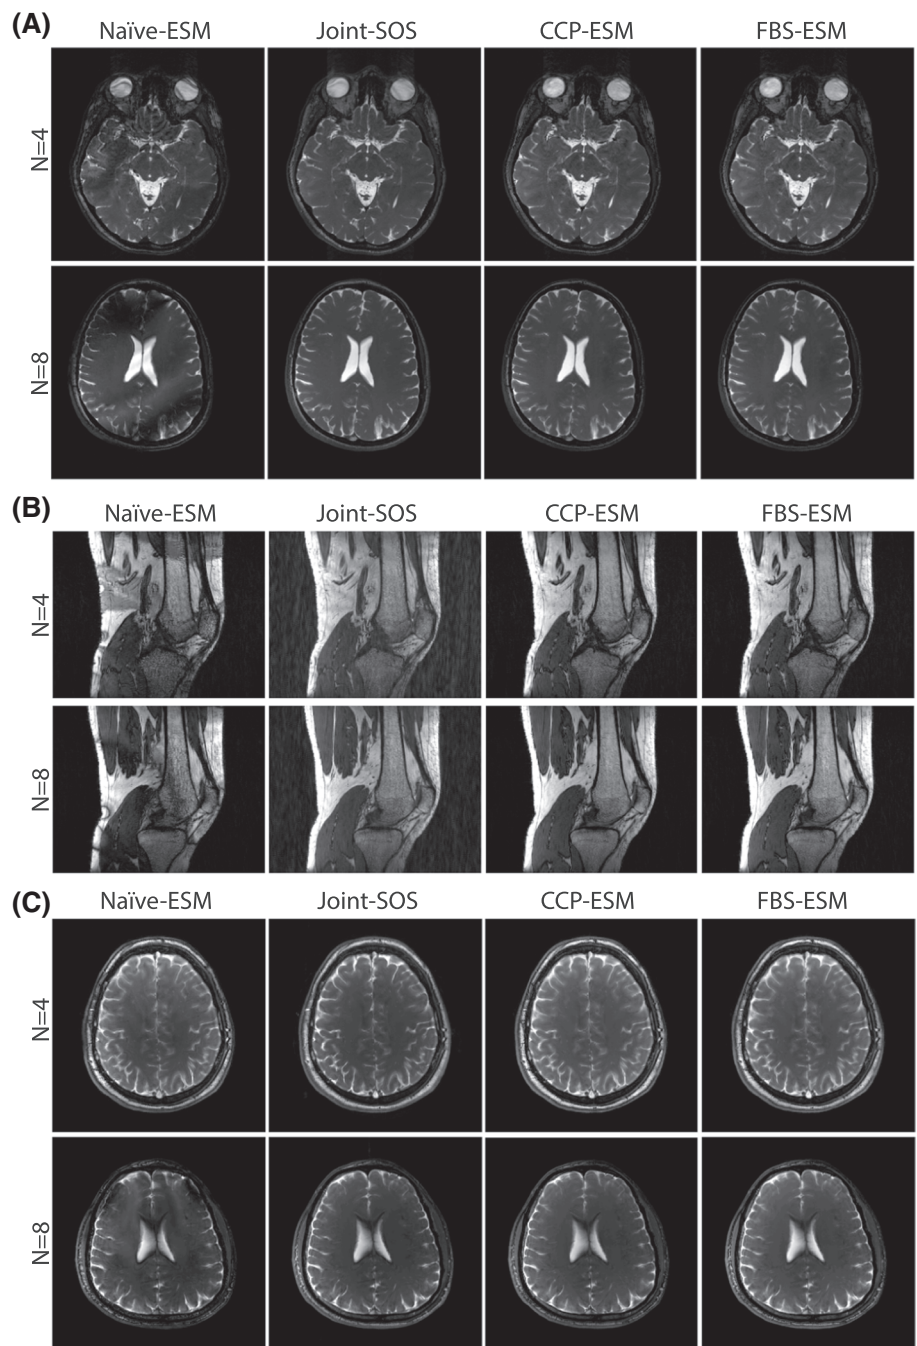 (A)
Naïve-ESM Joint-SOS CCP-ESM FBS-ESM
N=4
N=8
(B)
Naïve-ESM Joint-SOS CCP-ESM FBS-ESM
N=4
N=8
(C)
Naïve-ESM Joint-SOS CCP-ESM FBS-ESM
N=4
N=8